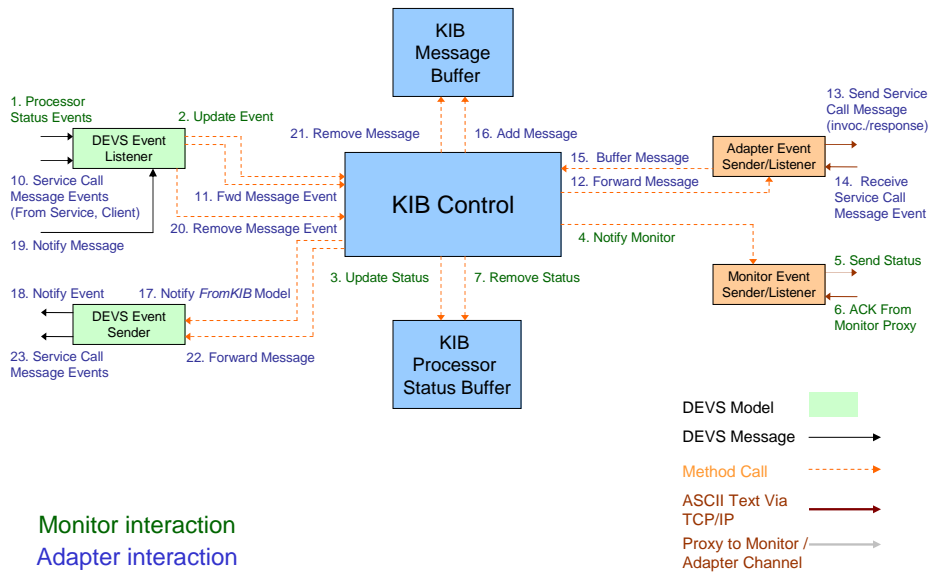 KIB
Message
Buffer
1. Processor
Status Events
2. Update Event
DEVS Event
Listener
21. Remove Message
16. Add Message
13. Send Service
Call Message
(invoc./response)
Adapter Event
Sender/Listener
15.  Buffer Message
12. Forward Message
10. Service Call
Message Events
(From Service, Client)
11. Fwd Message Event
KIB Control
14.  Receive
Service Call
Message Event
19. Notify Message
20. Remove Message Event
4. Notify Monitor
3. Update Status
7. Remove Status
5. Send Status
Monitor Event
Sender/Listener
6. ACK From
Monitor Proxy
18. Notify Event
17. Notify FromKIB Model
DEVS Event
Sender
23. Service Call
Message Events
22. Forward Message
KIB
Processor
Status Buffer
DEVS Model
DEVS Message
Method Call
ASCII Text Via
TCP/IP
Proxy to Monitor /
Adapter Channel
Monitor interaction
Adapter interaction